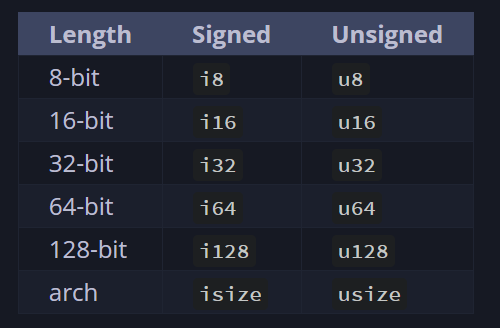 Length Signed Unsigned
8-bit i8 u8
16-bit i16 u16
32-bit i32 u32
64-bit i64 u64
128-bit i128 u128
arch isize usize